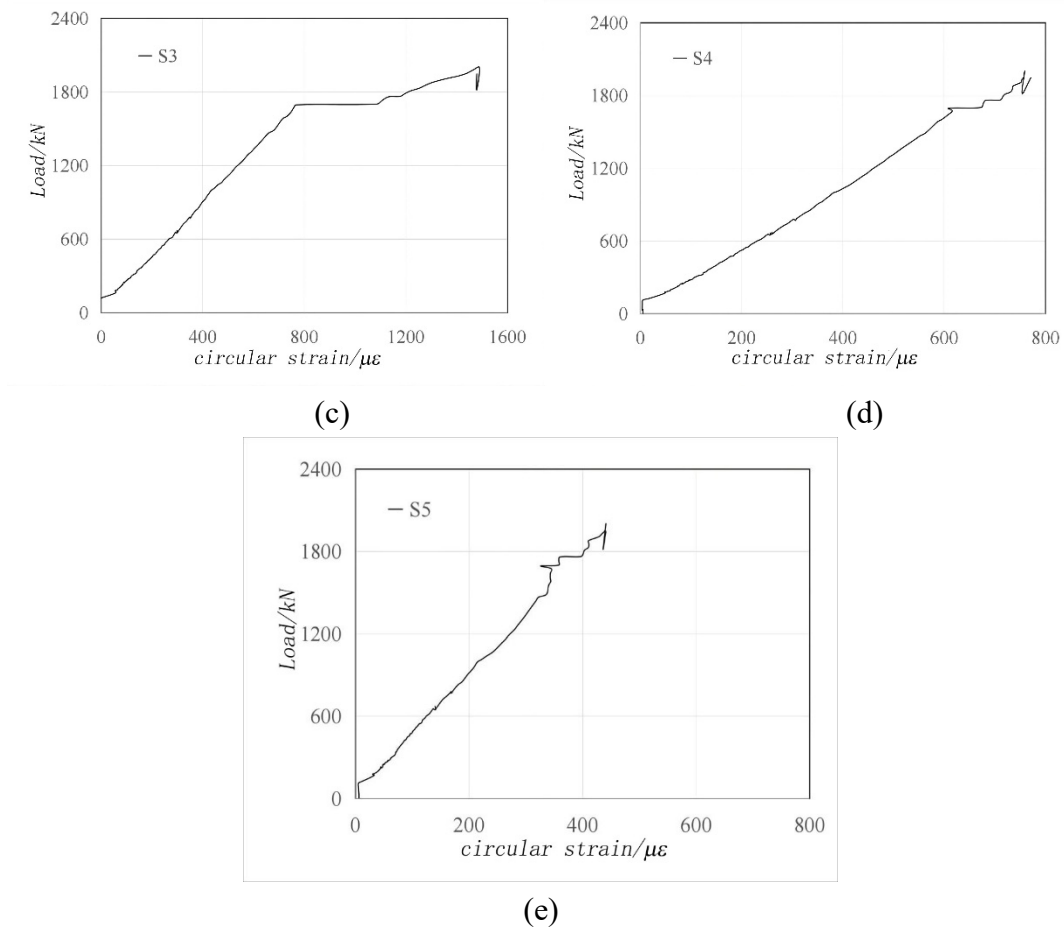 2400
— S3
1800
Load/kN
1200
600
0
0 400 800 1200 1600
circular strain/με
(c)
2400
— S4
1800
Load/kN
1200
600
0
0 200 400 600 800
circular strain/με
(d)
2400
— S5
1800
Load/kN
1200
600
0
0 200 400 600 800
circular strain/με
(e)